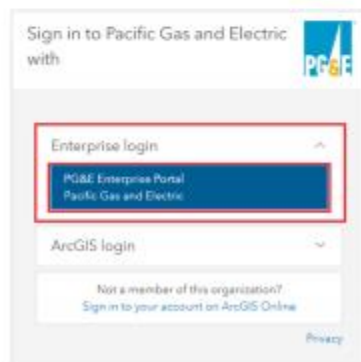 Sign in to Pacific Gas and Electric
with
PG&E
Enterprise login
PG&E Enterprise Portal
Pacific Gas and Electric
ArcGIS login
Not a member of this organization?
Sign in to your account on ArcGIS Online
Privacy